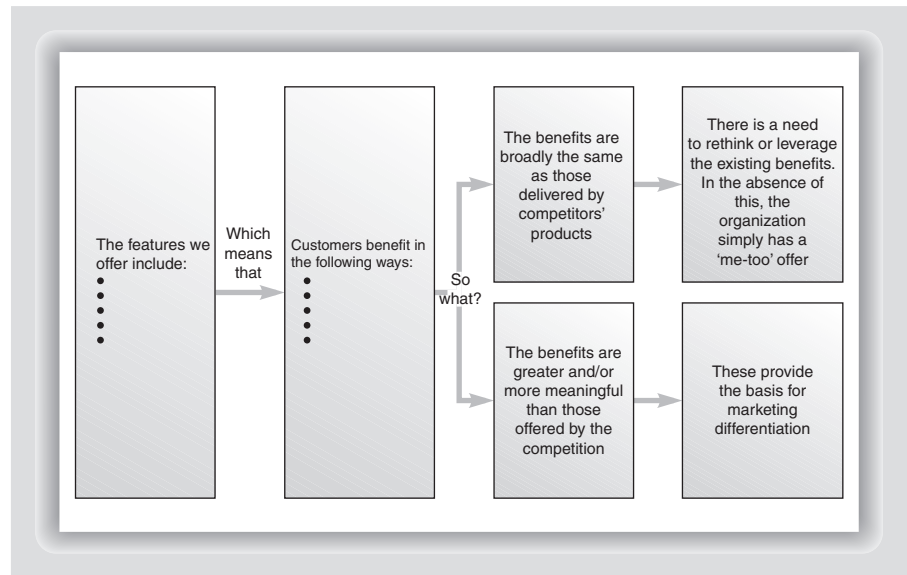 The features we
offer include:
•
•
•
•
•
Which
means
that
Customers benefit in
the following ways:
•
•
•
•
•
So
what?
The benefits are
broadly the same
as those
delivered by
competitors’
products
There is a need
to rethink or leverage
the existing benefits.
In the absence of
this, the
organization
simply has a
‘me-too’ offer
The benefits are
greater and/or
more meaningful
than those
offered by the
competition
These provide
the basis for
marketing
differentiation